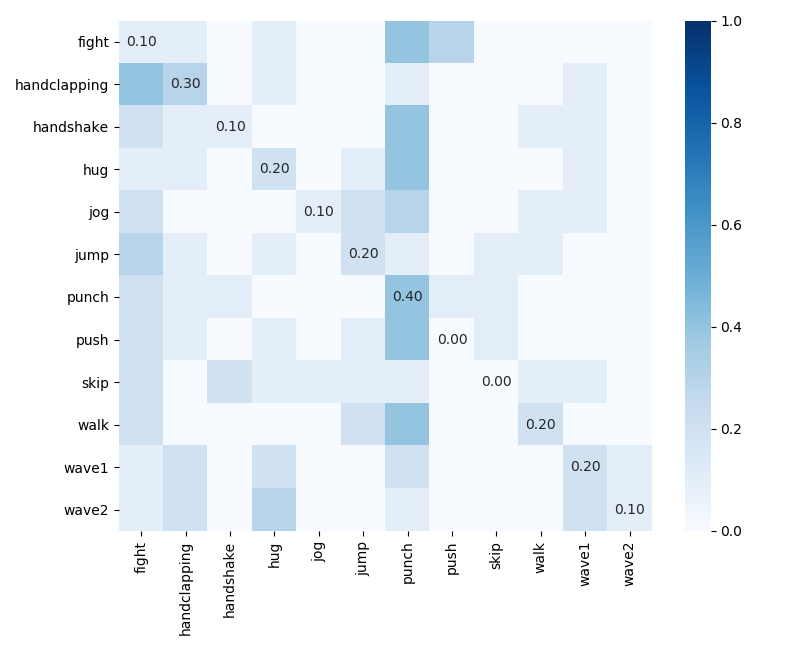 fight 0.10
handclapping 0.30
handshake 0.10
hug 0.20
jog 0.10
jump 0.20
punch 0.40
push 0.00
skip 0.00
walk 0.20
wave1 0.20
wave2 0.10
fight handclapping handshake hug jog jump punch push skip walk wave1 wave2
1.0
0.8
0.6
0.4
0.2
0.0